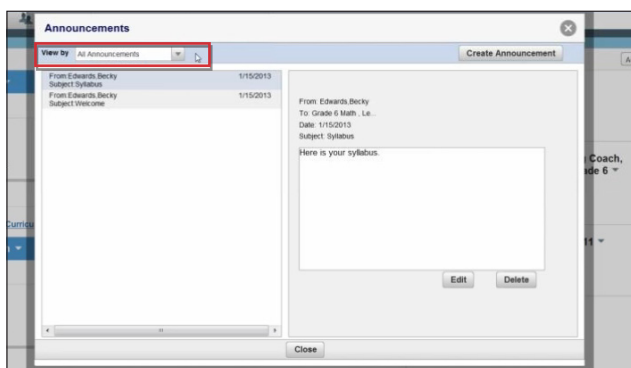 Announcements
View by All Announcements
Create Announcement
From:Edwards,Becky 1/15/2013
Subject:Syllabus
From:Edwards,Becky 1/15/2013
Subject:Welcome
From: Edwards,Becky
To: Grade 6 Math , Le...
Date: 1/15/2013
Subject: Syllabus
Here is your syllabus.
Edit Delete
Close
Coach,
ade 6
Curricu
11